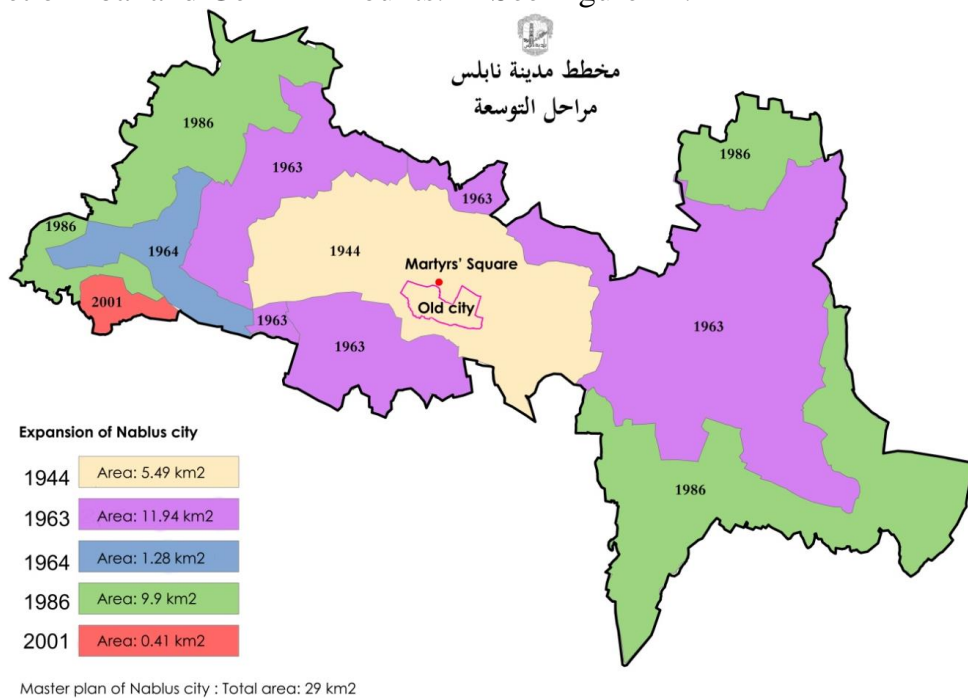 مخطط مدينة نابلس
مراحل التوسعة
1986
1986
1963
1963
1986
1944
1964
Martyrs' Square
2001
Old city
1963
1963
1963
1986
Expansion of Nablus city
1944 Area: 5.49 km2
1963 Area: 11.94 km2
1964 Area: 1.28 km2
1986 Area: 9.9 km2
2001 Area: 0.41 km2
Master plan of Nablus city : Total area: 29 km2